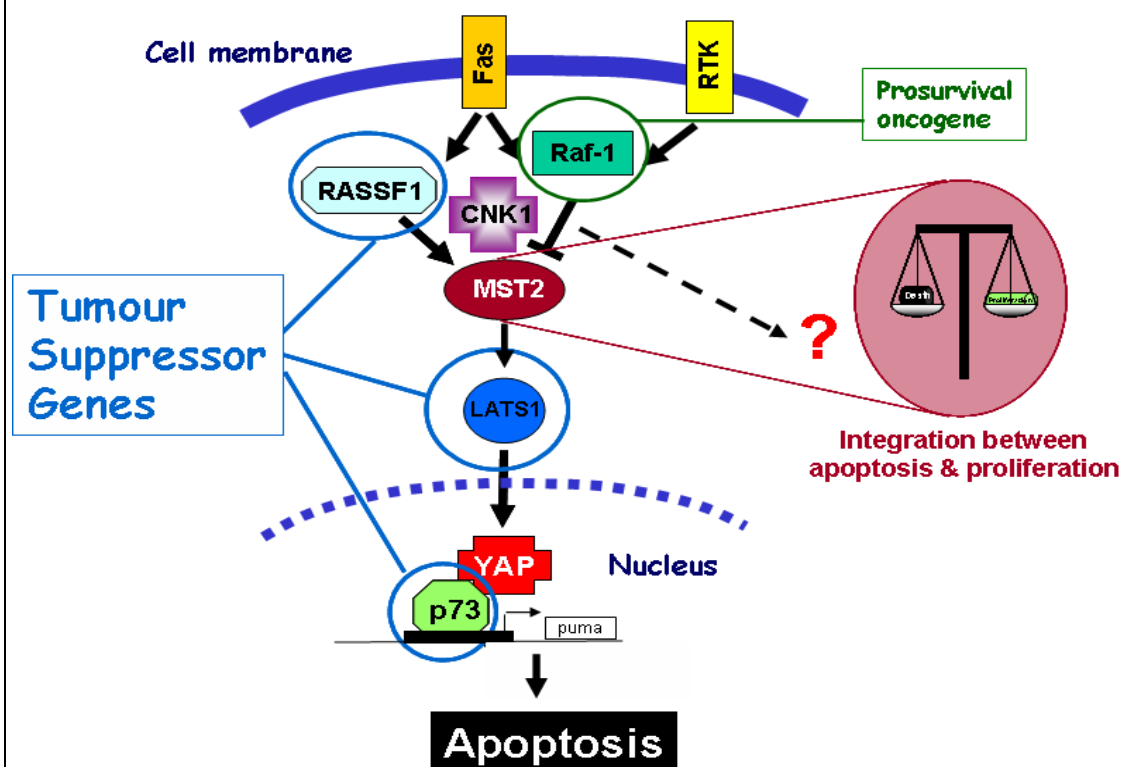 Cell membrane
Fas
RTK
Prosurvival
oncogene
Raf-1
RASSF1
CNK1
MST2
Death
Proliferation
?
Tumour
Suppressor
Genes
LATS1
Integration between
apoptosis & proliferation
YAP
Nucleus
p73
puma
Apoptosis